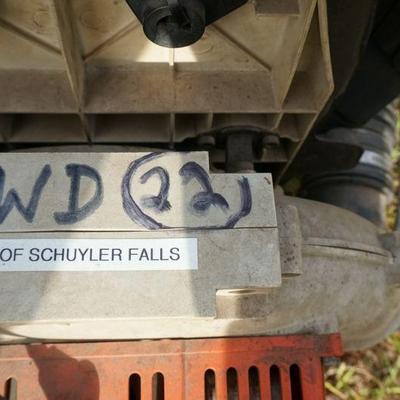 WD (22)
OF SCHUYLER FALLS